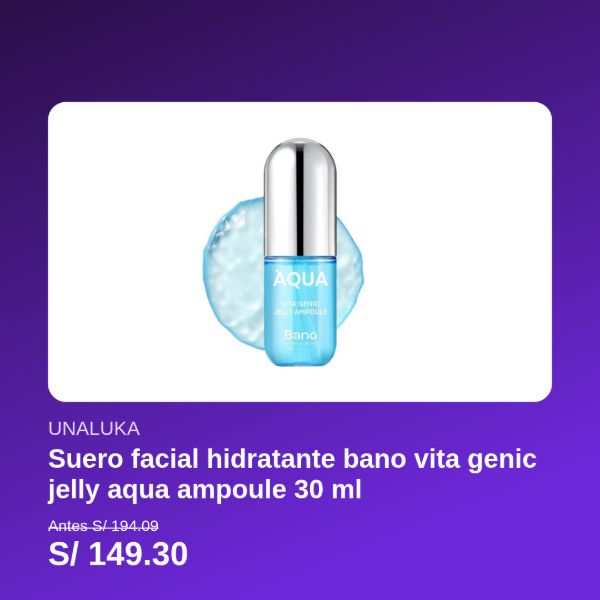 AQUA
VITA GENIC
JELLY AMPOULE
Bano
UNALUKA
Suero facial hidratante bano vita genic
jelly aqua ampoule 30 ml
Antes S/ 194.09
S/ 149.30